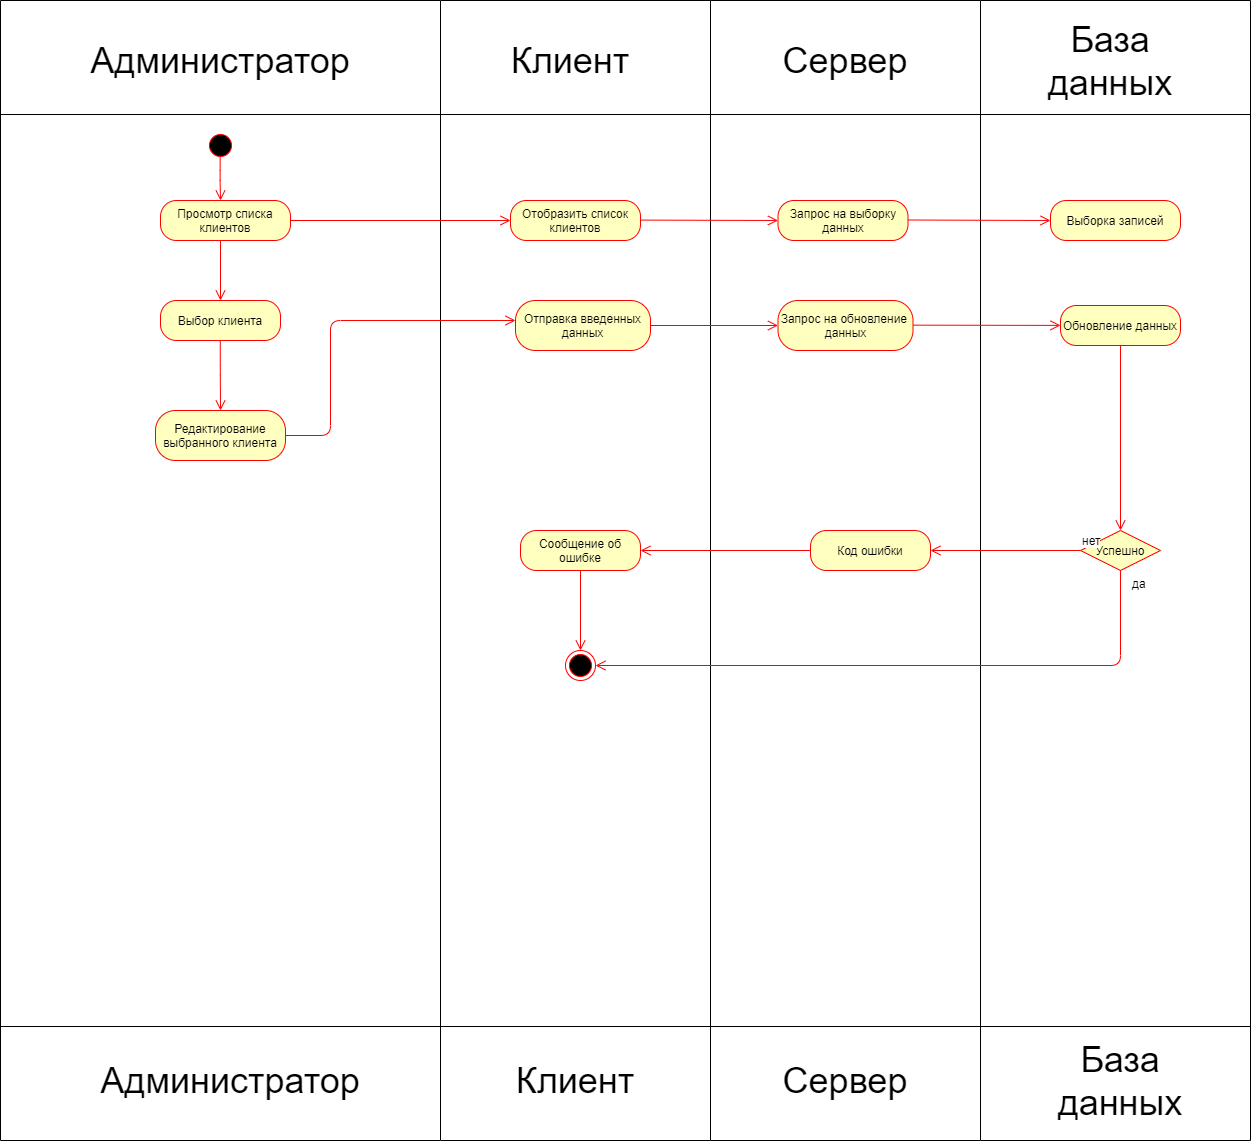 Администратор
Клиент
Сервер
База
данных
Просмотр списка
клиентов
Отобразить список
клиентов
Запрос на выборку
данных
Выборка записей
Выбор клиента
Отправка введенных
данных
Запрос на обновление
данных
Обновление данных
Редактирование
выбранного клиента
Сообщение об
ошибке
Код ошибки
нет
Успешно
да
Администратор
Клиент
Сервер
База
данных